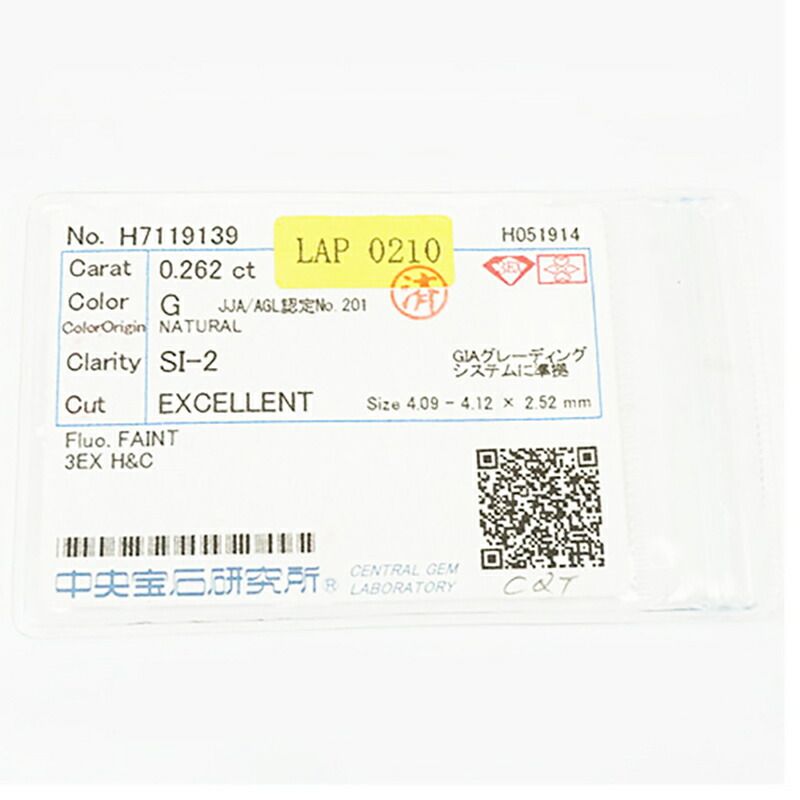 No. H7119139
LAP 0210
H051914
Carat 0.262 ct
済
3EX
Color G JJA/AGL認定No. 201
ColorOrigin NATURAL
Clarity SI-2
GIAグレーディング
システムに準拠
Cut EXCELLENT Size 4.09 - 4.12 × 2.52 mm
Fluo. FAINT
3EX H&C
中央宝石研究所®
CENTRAL GEM
LABORATORY
CQT